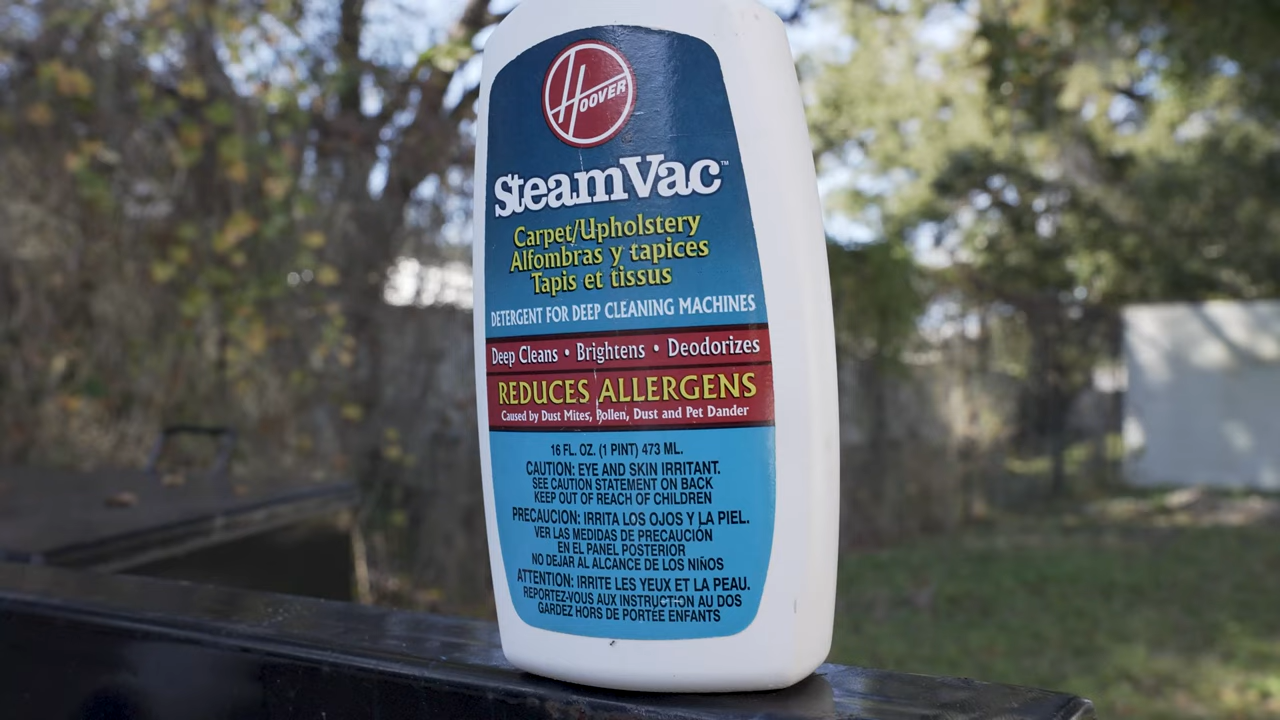 HOOVER
SteamVac™
Carpet/Upholstery
Alfombras y tapices
Tapis et tissus
DETERGENT FOR DEEP CLEANING MACHINES
Deep Cleans • Brightens • Deodorizes
REDUCES ALLERGENS
Caused by Dust Mites, Pollen, Dust and Pet Dander
16 FL. OZ. (1 PINT) 473 ML.
CAUTION: EYE AND SKIN IRRITANT.
SEE CAUTION STATEMENT ON BACK
KEEP OUT OF REACH OF CHILDREN
PRECAUCION: IRRITA LOS OJOS Y LA PIEL.
VER LAS MEDIDAS DE PRECAUCIÓN
EN EL PANEL POSTERIOR
NO DEJAR AL ALCANCE DE LOS NIÑOS
ATTENTION: IRRITE LES YEUX ET LA PEAU.
REPORTEZ-VOUS AUX INSTRUCTION AU DOS
GARDEZ HORS DE PORTÉE ENFANTS